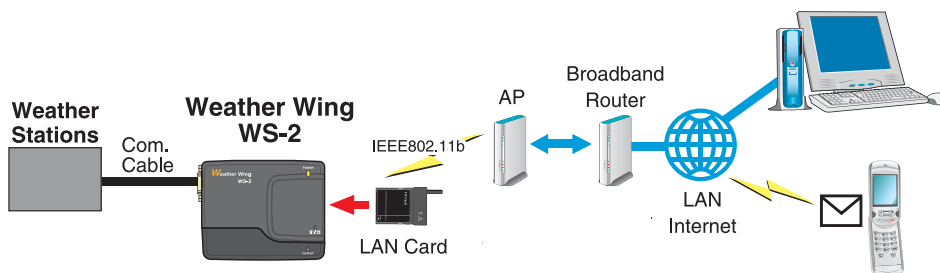 Weather
Stations
Com.
Cable
Weather Wing
WS-2
Weather Wing
WS-2
POWER
IEEE802.11b
LAN Card
AP
Broadband
Router
LAN
Internet